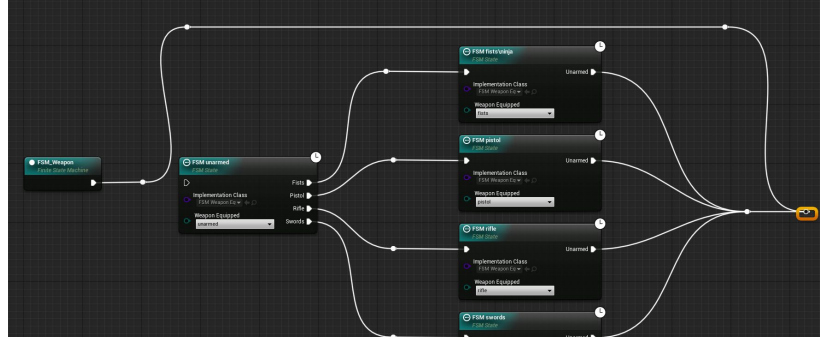 FSM_Weapon
Finite State Machine
FSM unarmed
FSM State
Fists
Implementation Class
Pistol
FSM Weapon Eq
Rifle
Weapon Equipped
Swords
unarmed
FSM fists\ninja
FSM State
Unarmed
Implementation Class
FSM Weapon Eq
Weapon Equipped
fists
FSM pistol
FSM State
Unarmed
Implementation Class
FSM Weapon Eq
Weapon Equipped
pistol
FSM rifle
FSM State
Unarmed
Implementation Class
FSM Weapon Eq
Weapon Equipped
rifle
FSM swords
FSM State
Unarmed